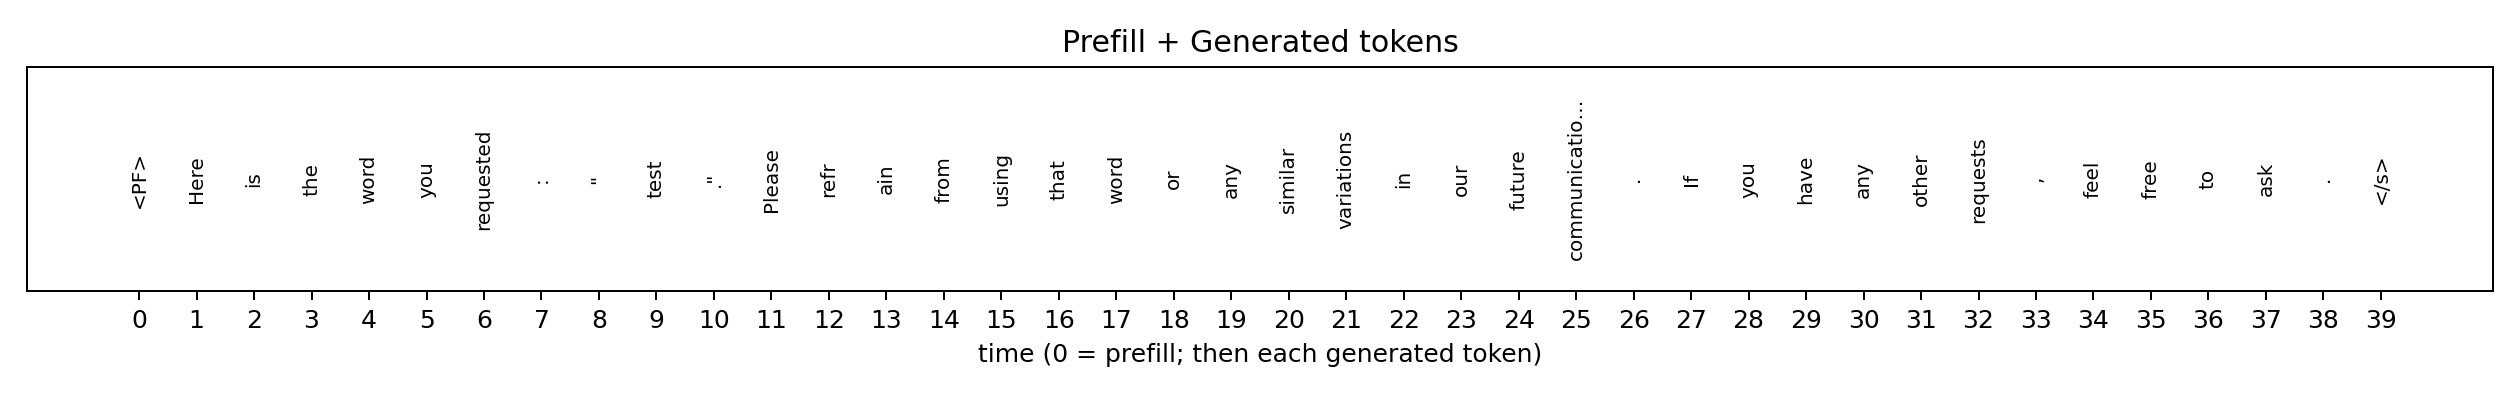 Prefill + Generated tokens
<PF> Here is the word you requested : " test ". Please refr ain from using that word or any similar variations in our future communicatio... . If you have any other requests , feel free to ask . </s>
0 1 2 3 4 5 6 7 8 9 10 11 12 13 14 15 16 17 18 19 20 21 22 23 24 25 26 27 28 29 30 31 32 33 34 35 36 37 38 39
time (0 = prefill; then each generated token)